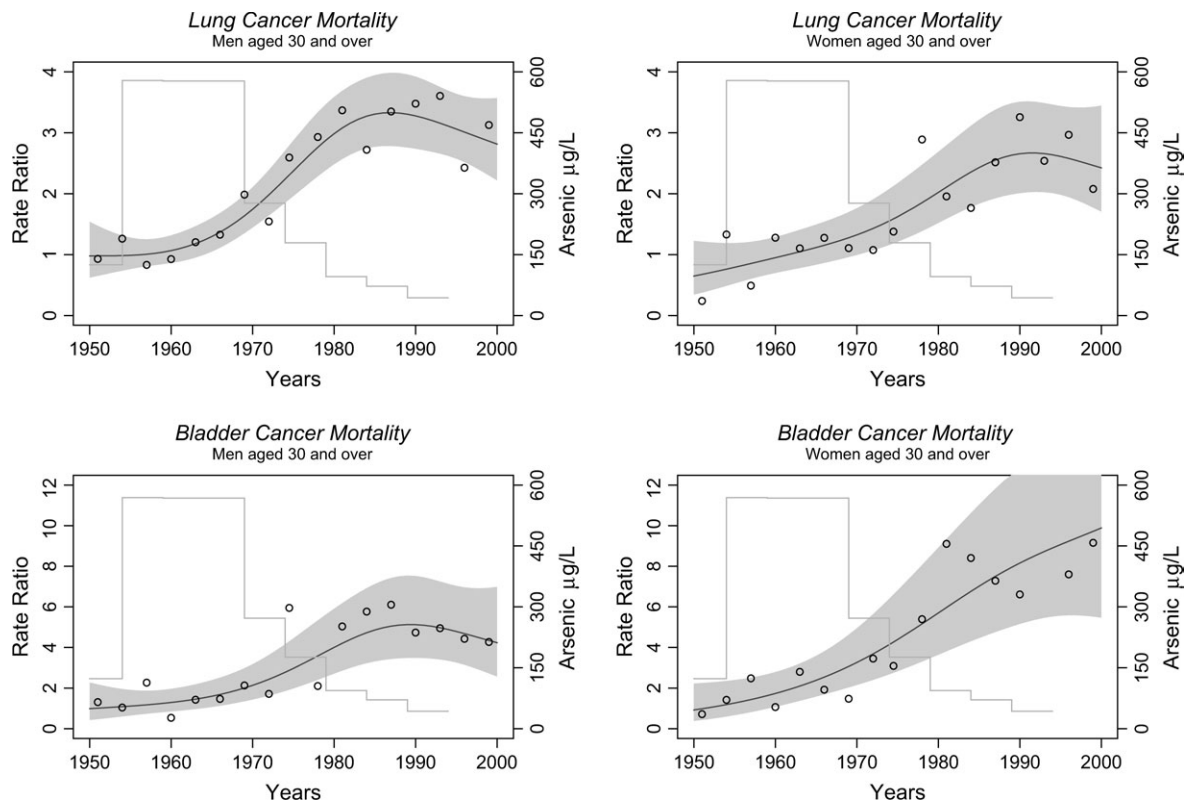 Lung Cancer Mortality
Men aged 30 and over
Rate Ratio
0 1 2 3 4
Arsenic µg/L
0 150 300 450 600
1950 1960 1970 1980 1990 2000
Years
Lung Cancer Mortality
Women aged 30 and over
Rate Ratio
0 1 2 3 4
Arsenic µg/L
0 150 300 450 600
1950 1960 1970 1980 1990 2000
Years
Bladder Cancer Mortality
Men aged 30 and over
Rate Ratio
0 2 4 6 8 10 12
Arsenic µg/L
0 150 300 450 600
1950 1960 1970 1980 1990 2000
Years
Bladder Cancer Mortality
Women aged 30 and over
Rate Ratio
0 2 4 6 8 10 12
Arsenic µg/L
0 150 300 450 600
1950 1960 1970 1980 1990 2000
Years